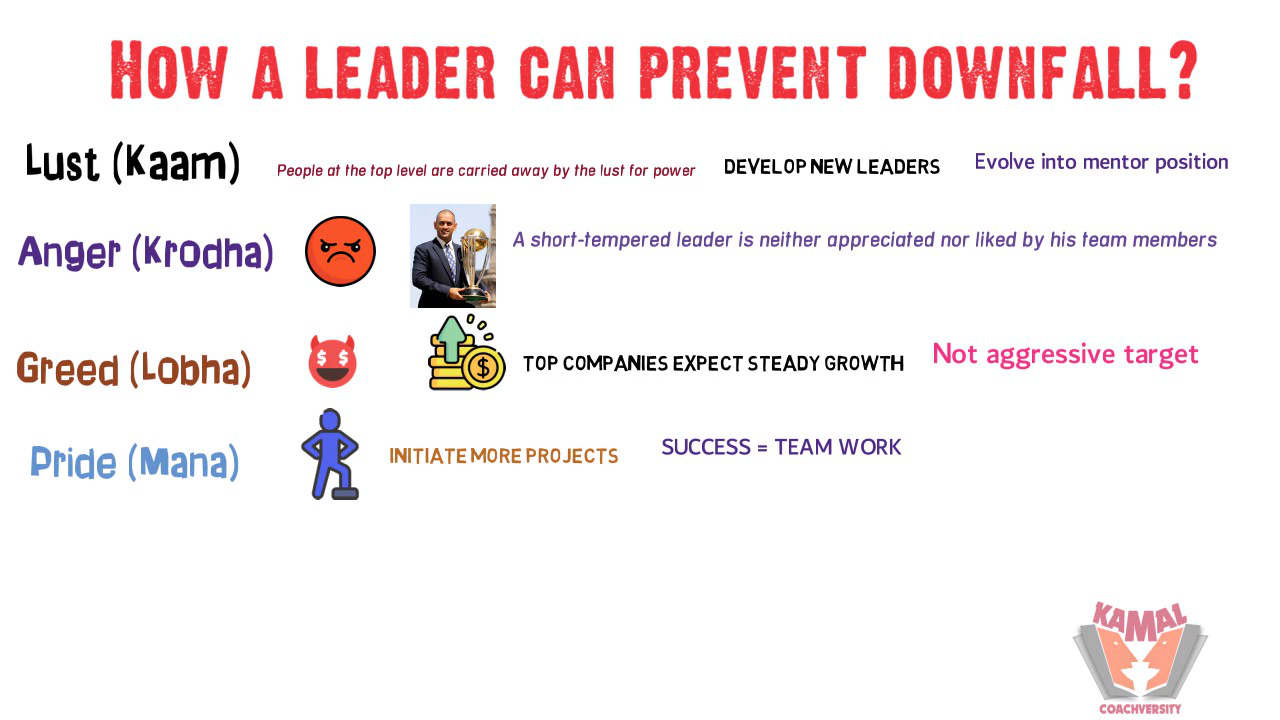 How a leader can prevent downfall?
Lust (Kaam)
People at the top level are carried away by the lust for power
DEVELOP NEW LEADERS
Evolve into mentor position
Anger (Krodha)
A short-tempered leader is neither appreciated nor liked by his team members
Greed (Lobha)
$ $
$
TOP COMPANIES EXPECT STEADY GROWTH
Not aggressive target
Pride (Mana)
INITIATE MORE PROJECTS
SUCCESS = TEAM WORK
KAMAL
COACHVERSITY